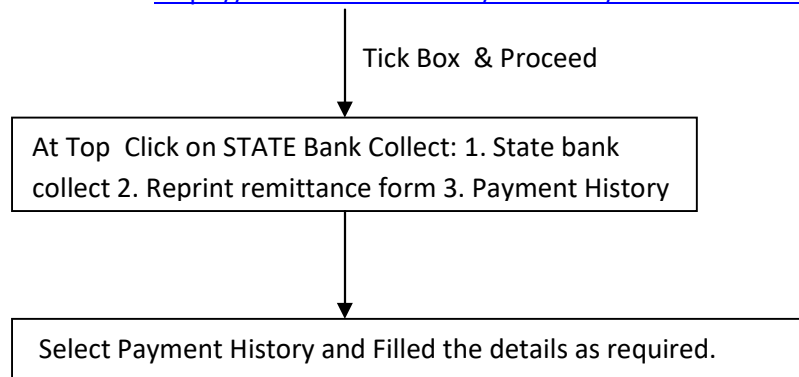 Tick Box & Proceed
At Top Click on STATE Bank Collect: 1. State bank
collect 2. Reprint remittance form 3. Payment History
Select Payment History and Filled the details as required.